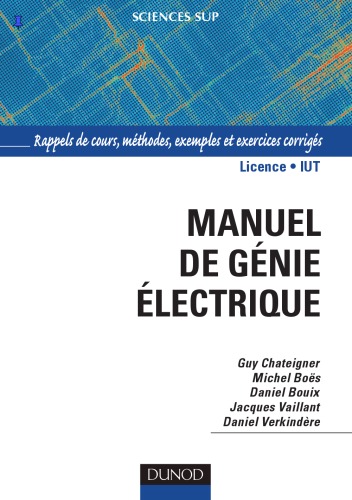 SCIENCES SUP
Rappels de cours, méthodes, exemples et exercices corrigés
Licence • IUT
MANUEL
DE GÉNIE
ÉLECTRIQUE
Guy Chateigner
Michel Boës
Daniel Bouix
Jacques Vaillant
Daniel Verkindère
DUNOD